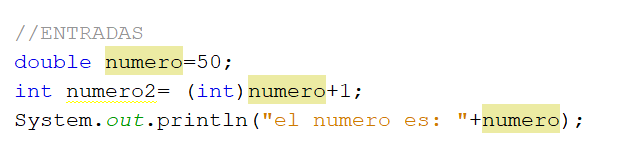 //ENTRADAS
double numero=50;
int numero2= (int)numero+1;
System.out.println("el numero es: "+numero);